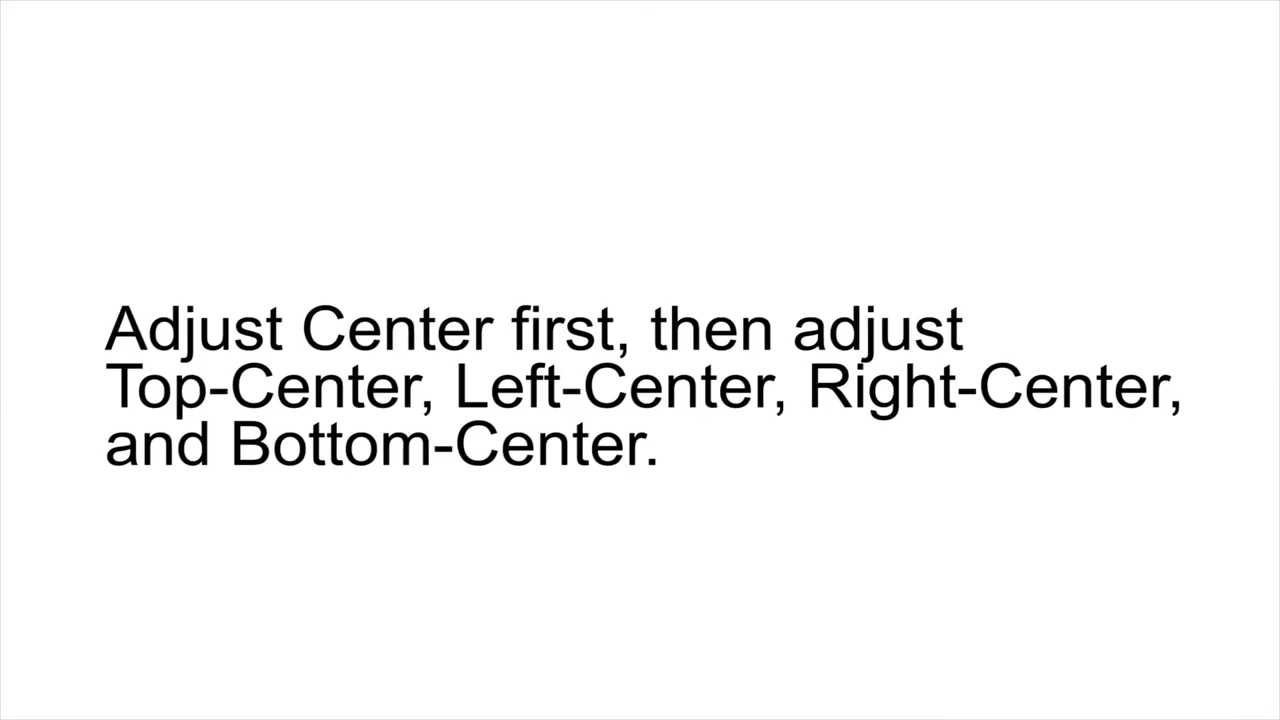 Adjust Center first, then adjust
Top-Center, Left-Center, Right-Center,
and Bottom-Center.